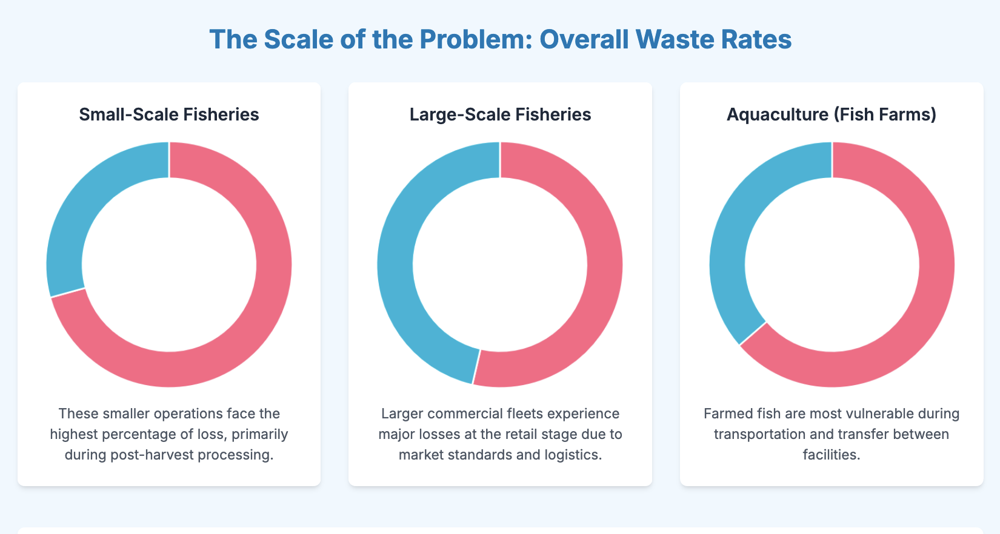 The Scale of the Problem: Overall Waste Rates
Small-Scale Fisheries
These smaller operations face the
highest percentage of loss, primarily
during post-harvest processing.
Large-Scale Fisheries
Larger commercial fleets experience
major losses at the retail stage due to
market standards and logistics.
Aquaculture (Fish Farms)
Farmed fish are most vulnerable during
transportation and transfer between
facilities.